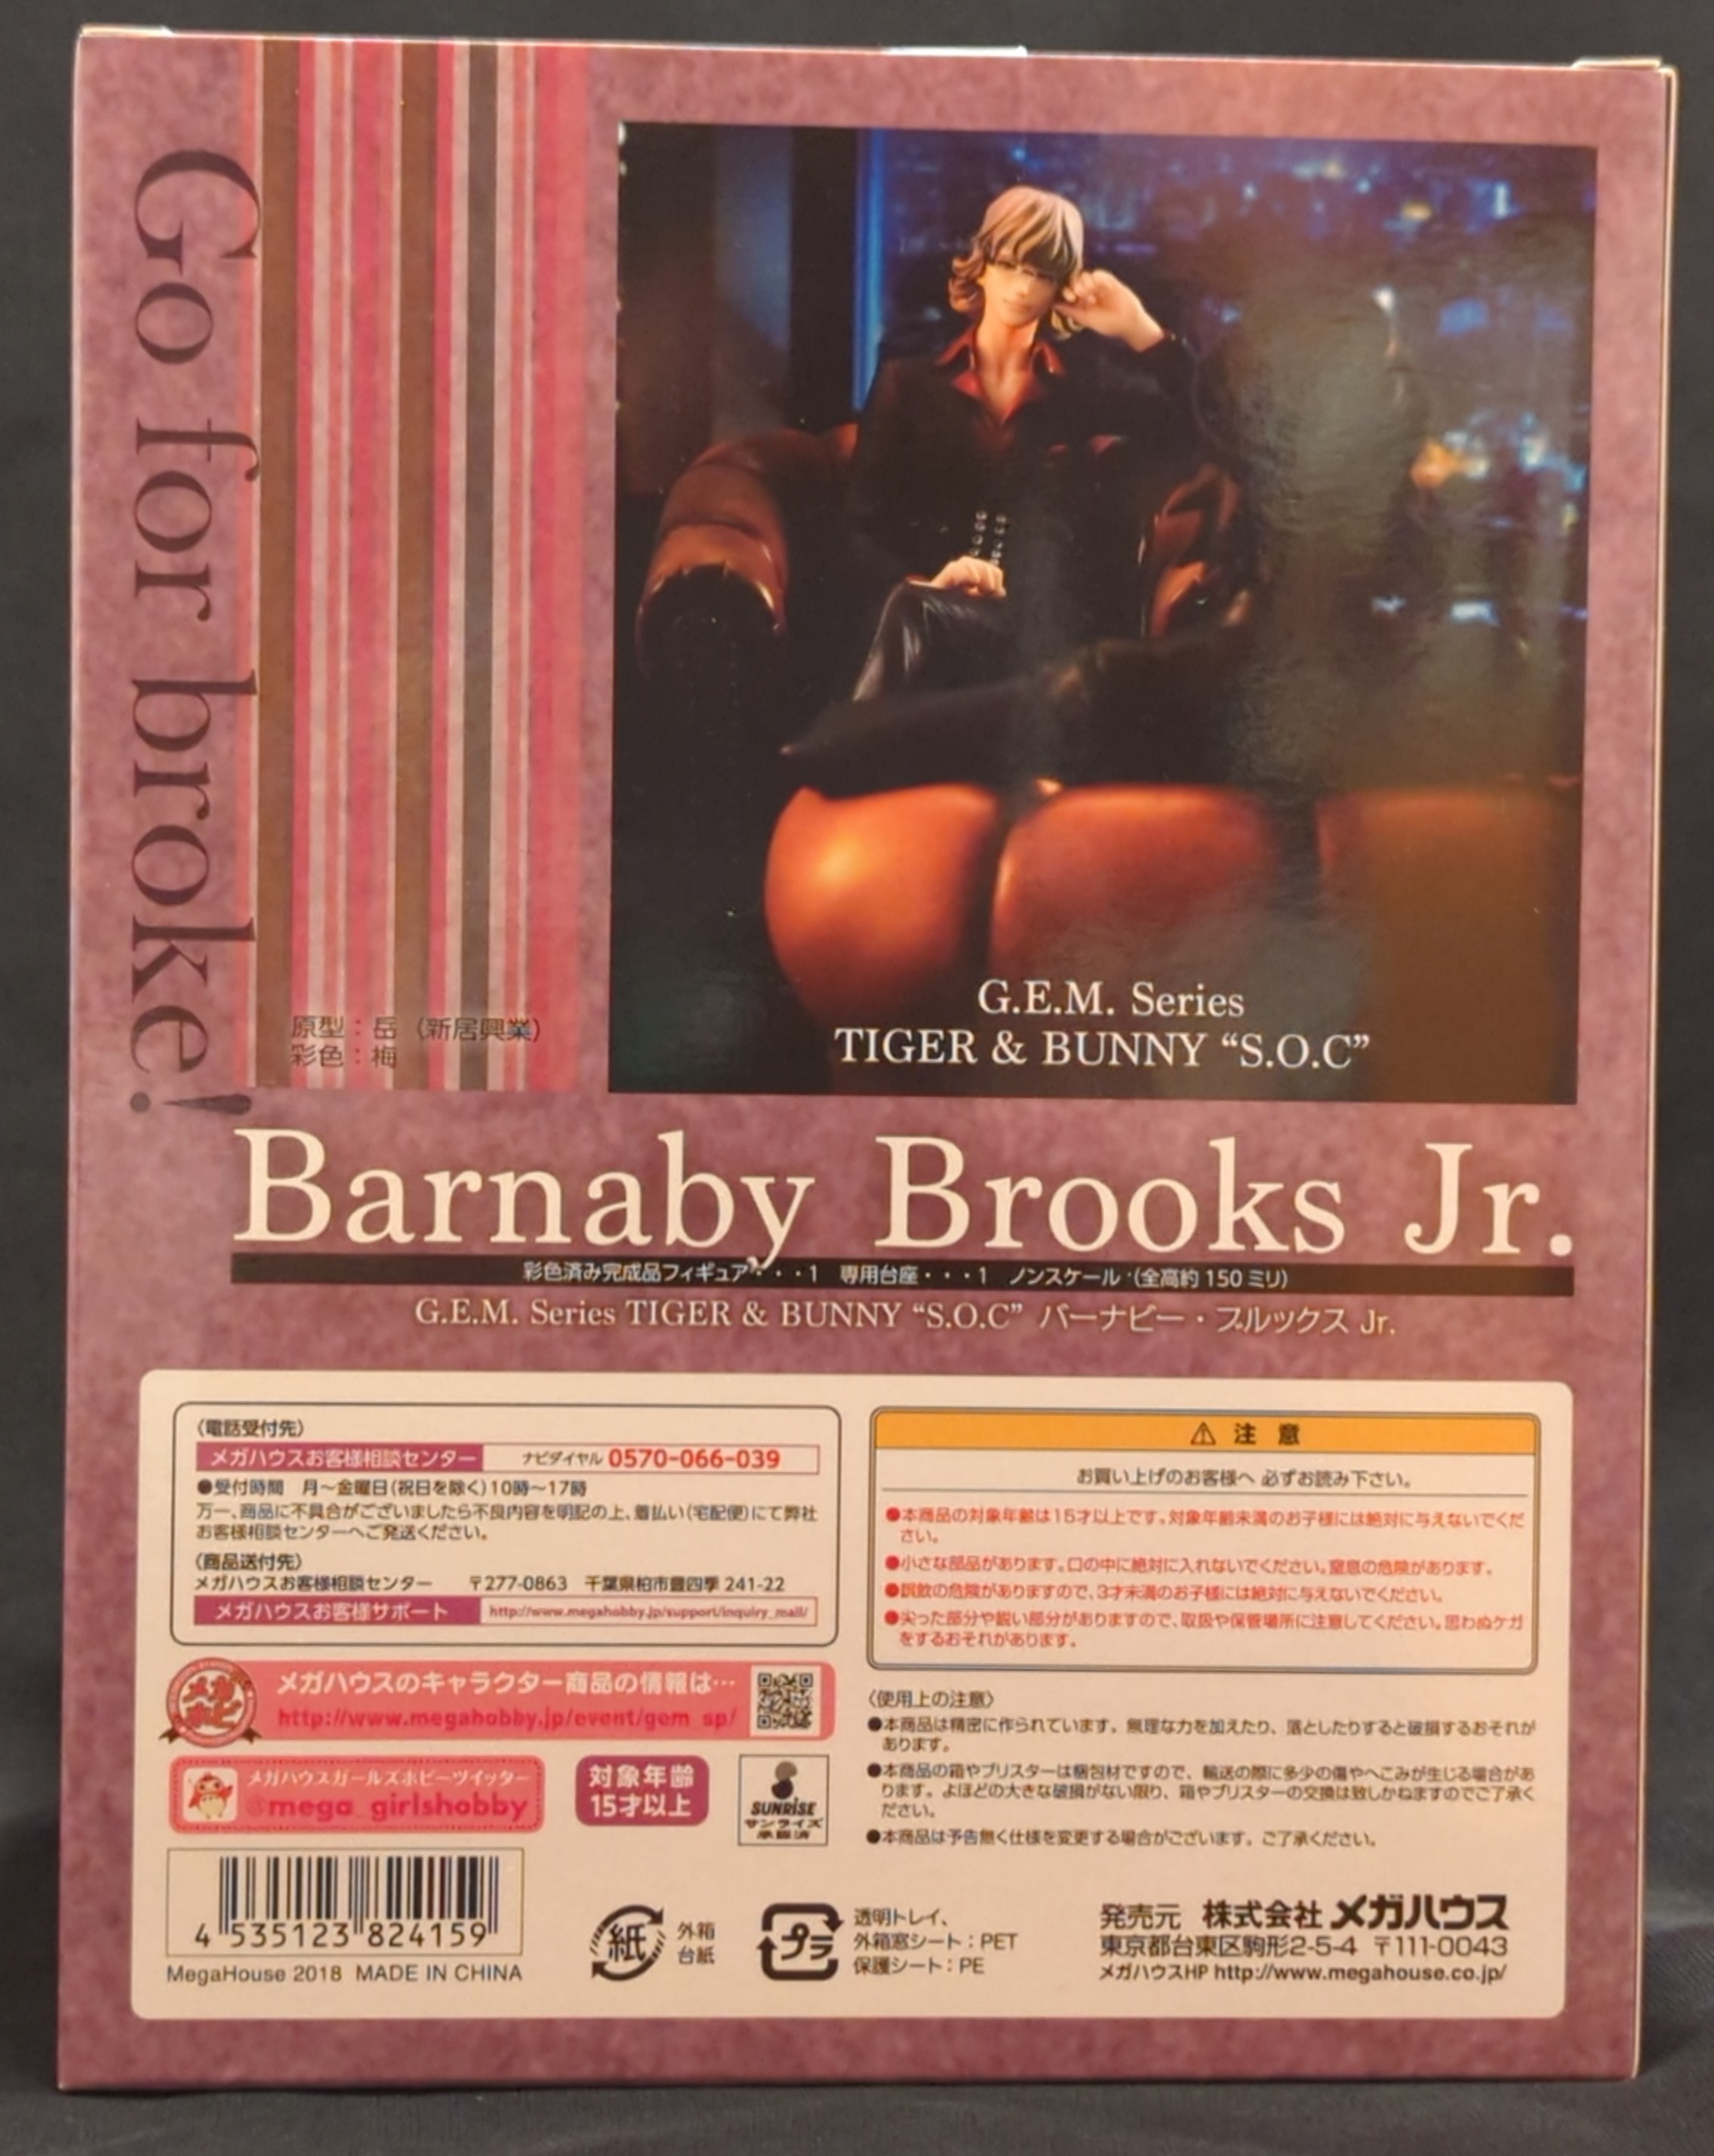 Go for broke!
原型：岳（新居興業）
彩色：梅
G.E.M. Series
TIGER & BUNNY “S.O.C”
Barnaby Brooks Jr.
彩色済み完成品フィギュア・・・1　専用台座・・・1　ノンスケール・(全高約 150 ミリ)
G.E.M. Series TIGER & BUNNY “S.O.C” バーナビー・ブルックス Jr.
〈電話受付先〉
メガハウスお客様相談センター　ナビダイヤル 0570-066-039
●受付時間　月～金曜日(祝日を除く)10時～17時
万一、商品に不具合がございましたら不良内容を明記の上、着払い(宅配便)にて弊社
お客様相談センターへご発送ください。
〈商品送付先〉
メガハウスお客様相談センター　〒277-0863　千葉県柏市豊四季 241-22
メガハウスお客様サポート　http://www.megahobby.jp/support/inquiry_mail/
メガホビ
メガハウスのキャラクター商品の情報は…
http://www.megahobby.jp/event/gem_sp/
メガハウスガールズホビーツイッター
@mega_girlshobby
対象年齢
15才以上
SUNRISE
サンライズ
承認済
4 535123 824159
MegaHouse 2018 MADE IN CHINA
⚠ 注 意
お買い上げのお客様へ 必ずお読み下さい。
●本商品の対象年齢は15才以上です。対象年齢未満のお子様には絶対に与えないでくだ
さい。
●小さな部品があります。口の中に絶対に入れないでください。窒息の危険があります。
●誤飲の危険がありますので、3才未満のお子様には絶対に与えないでください。
●尖った部分や鋭い部分がありますので、取扱や保管場所に注意してください。思わぬケガ
をするおそれがあります。
〈使用上の注意〉
●本商品は精密に作られています。無理な力を加えたり、落としたりすると破損するおそれが
あります。
●本商品の箱やブリスターは梱包材ですので、輸送の際に多少の傷やへこみが生じる場合があ
ります。よほどの大きな破損がない限り、箱やブリスターの交換は致しかねますのでご了承く
ださい。
●本商品は予告無く仕様を変更する場合がございます。ご了承ください。
紙
外箱
台紙
プラ
透明トレイ、
外箱窓シート：PET
保護シート：PE
発売元　株式会社 メガハウス
東京都台東区駒形2-5-4　〒111-0043
メガハウスHP http://www.megahouse.co.jp/